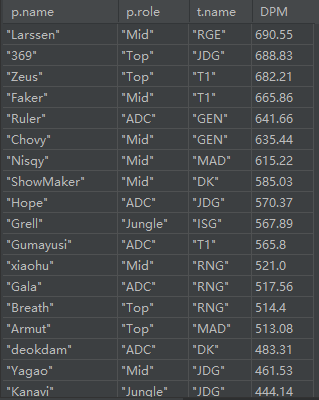 p.name p.role t.name DPM
"Larssen" "Mid" "RGE" 690.55
"369" "Top" "JDG" 688.83
"Zeus" "Top" "T1" 682.21
"Faker" "Mid" "T1" 665.86
"Ruler" "ADC" "GEN" 641.66
"Chovy" "Mid" "GEN" 635.44
"Nisqy" "Mid" "MAD" 615.22
"ShowMaker" "Mid" "DK" 585.03
"Hope" "ADC" "JDG" 570.37
"Grell" "Jungle" "ISG" 567.89
"Gumayusi" "ADC" "T1" 565.8
"xiaohu" "Mid" "RNG" 521.0
"Gala" "ADC" "RNG" 517.56
"Breath" "Top" "RNG" 514.4
"Armut" "Top" "MAD" 513.08
"deokdam" "ADC" "DK" 483.31
"Yagao" "Mid" "JDG" 461.53
"Kanavi" "Jungle" "JDG" 444.14